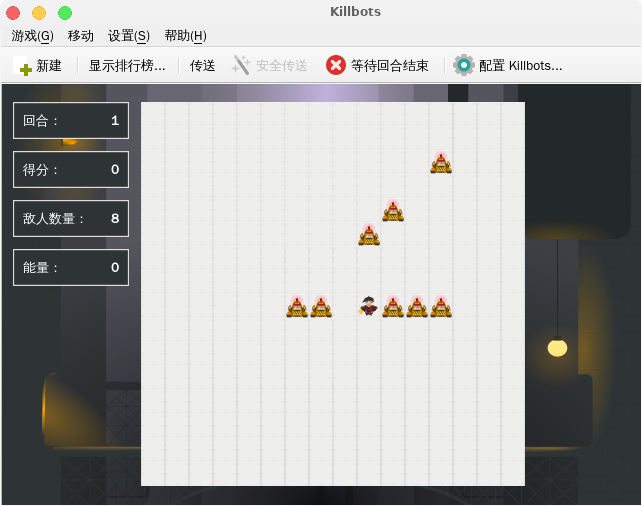 Killbots
游戏(G) 移动 设置(S) 帮助(H)
新建 显示排行榜... 传送 安全传送 等待回合结束 配置 Killbots...
回合： 1
得分： 0
敌人数量： 8
能量： 0